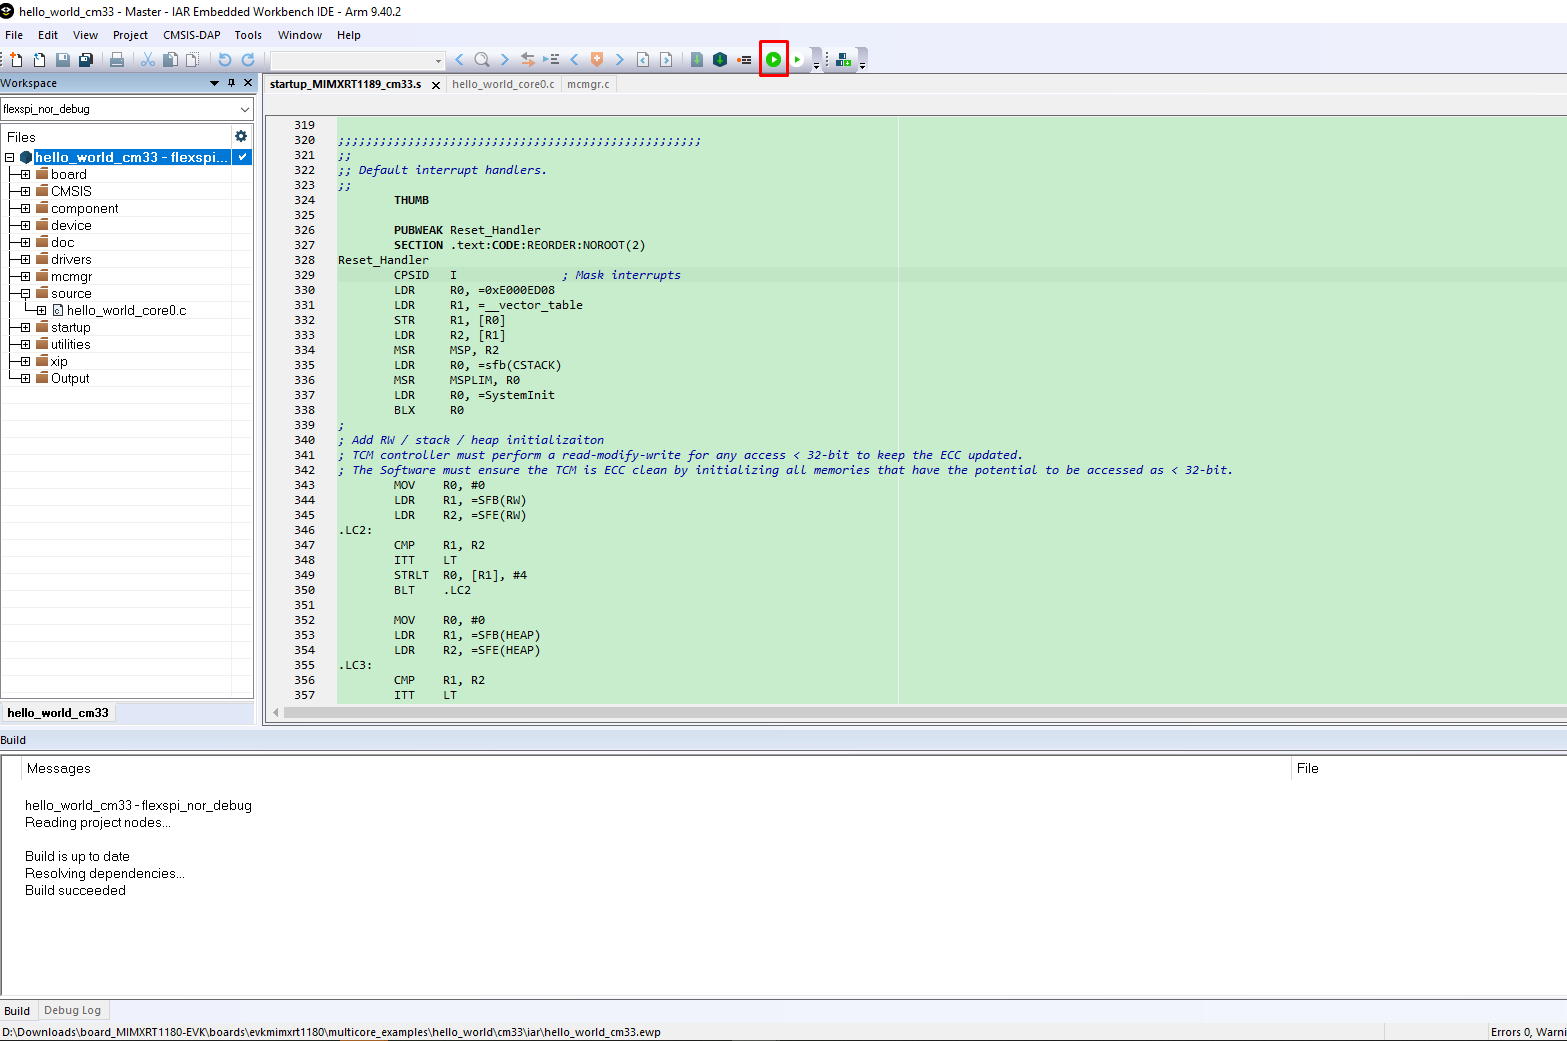 hello_world_cm33 - Master - IAR Embedded Workbench IDE - Arm 9.40.2
File Edit View Project CMSIS-DAP Tools Window Help
Workspace
flexspi_nor_debug
Files
hello_world_cm33 - flexspi...
board
CMSIS
component
device
doc
drivers
mcmgr
source
hello_world_core0.c
startup
utilities
xip
Output
hello_world_cm33
startup_MIMXRT1189_cm33.s hello_world_core0.c mcmgr.c
319
320 ;;;;;;;;;;;;;;;;;;;;;;;;;;;;;;;;;;;;;;;;;;;;;;;;;;;;
321 ;;
322 ;; Default interrupt handlers.
323 ;;
324 THUMB
325
326 PUBWEAK Reset_Handler
327 SECTION .text:CODE:REORDER:NOROOT(2)
328 Reset_Handler
329 CPSID I ; Mask interrupts
330 LDR R0, =0xE000ED08
331 LDR R1, =__vector_table
332 STR R1, [R0]
333 LDR R2, [R1]
334 MSR MSP, R2
335 LDR R0, =sfb(CSTACK)
336 MSR MSPLIM, R0
337 LDR R0, =SystemInit
338 BLX R0
339 ;
340 ; Add RW / stack / heap initializaiton
341 ; TCM controller must perform a read-modify-write for any access < 32-bit to keep the ECC updated.
342 ; The Software must ensure the TCM is ECC clean by initializing all memories that have the potential to be accessed as < 32-bit.
343 MOV R0, #0
344 LDR R1, =SFB(RW)
345 LDR R2, =SFE(RW)
346 .LC2:
347 CMP R1, R2
348 ITT LT
349 STRLT R0, [R1], #4
350 BLT .LC2
351
352 MOV R0, #0
353 LDR R1, =SFB(HEAP)
354 LDR R2, =SFE(HEAP)
355 .LC3:
356 CMP R1, R2
357 ITT LT
Build
Messages File
hello_world_cm33 - flexspi_nor_debug
Reading project nodes...
Build is up to date
Resolving dependencies...
Build succeeded
Build Debug Log
D:\Downloads\board_MIMXRT1180-EVK\boards\evkmimxrt1180\multicore_examples\hello_world\cm33\iar\hello_world_cm33.ewp Errors 0, Warni